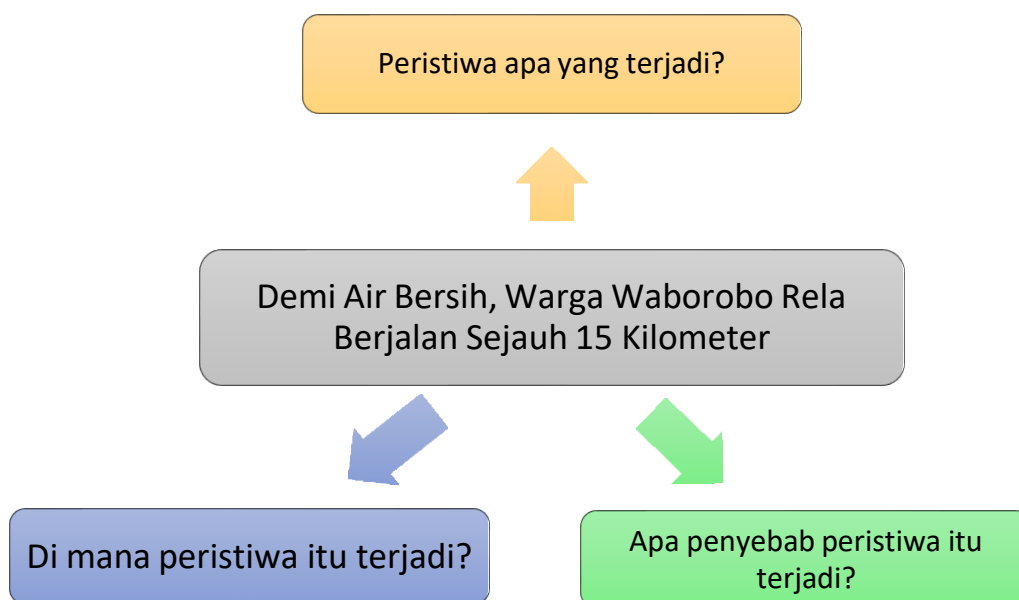 Peristiwa apa yang terjadi?
Demi Air Bersih, Warga Waborobo Rela
Berjalan Sejauh 15 Kilometer
Di mana peristiwa itu terjadi?
Apa penyebab peristiwa itu
terjadi?